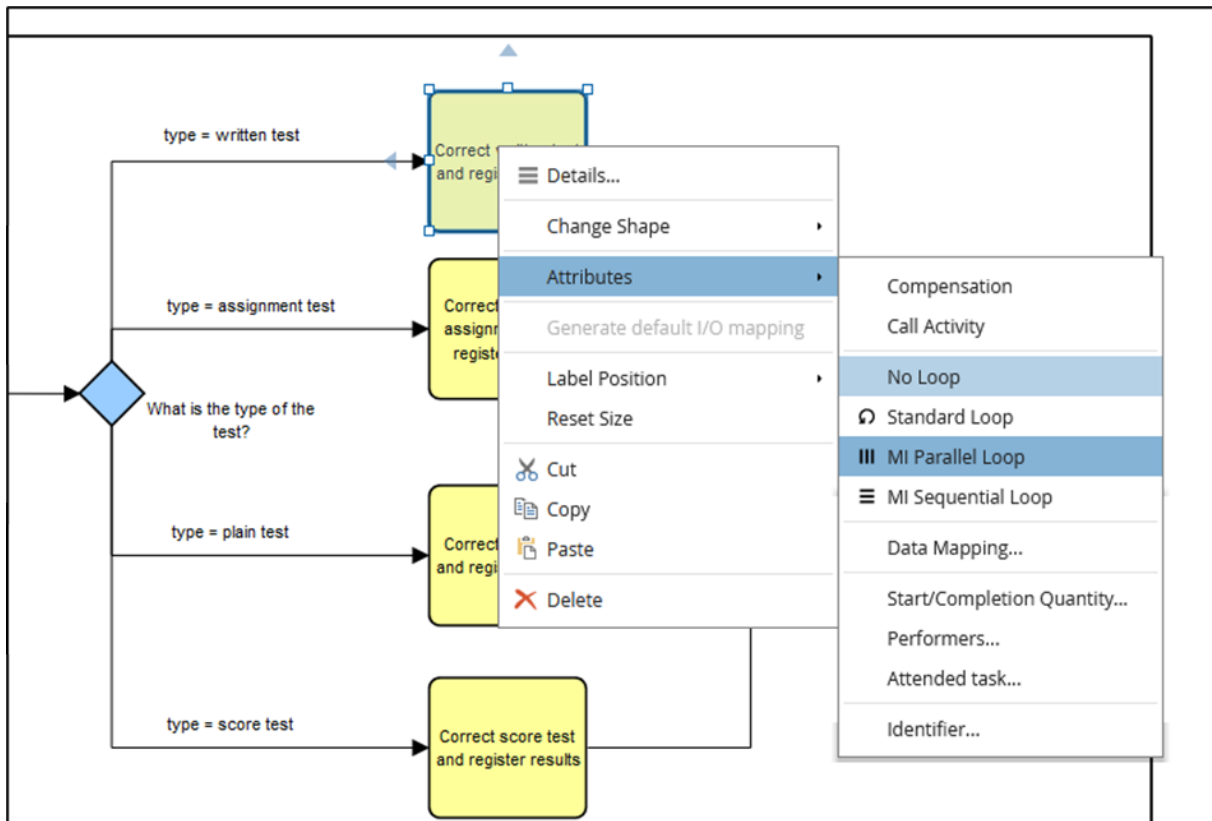 type = written test
Correct
and regi
type = assignment test
Correct
assignm
registe
What is the type of the
test?
type = plain test
Correct
and regi
type = score test
Correct score test
and register results
Details...
Change Shape
Attributes
Generate default I/O mapping
Label Position
Reset Size
Cut
Copy
Paste
Delete
Compensation
Call Activity
No Loop
Standard Loop
MI Parallel Loop
MI Sequential Loop
Data Mapping...
Start/Completion Quantity...
Performers...
Attended task...
Identifier...